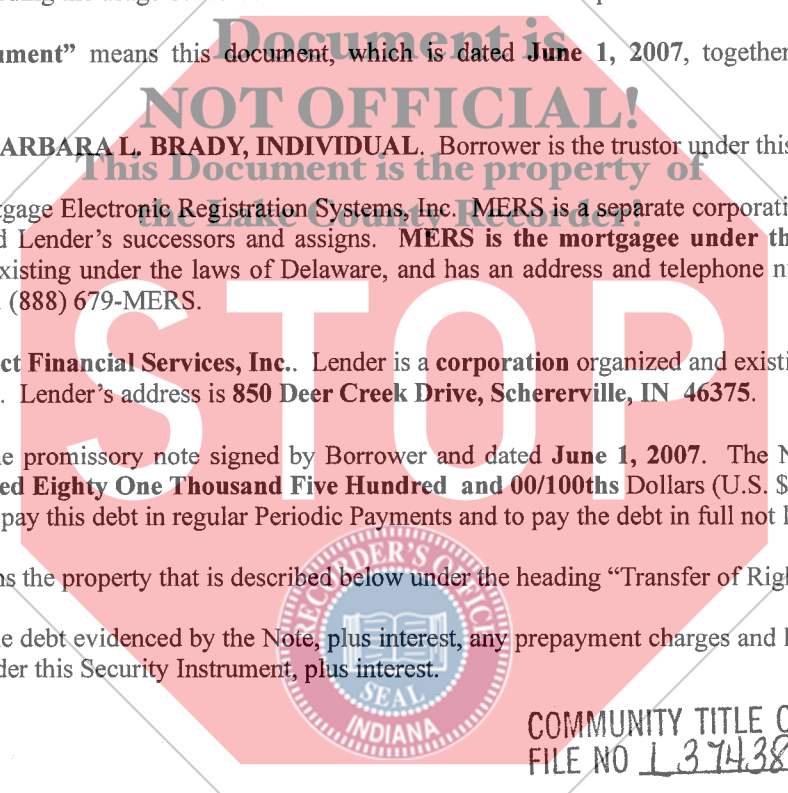 ument” means this document, which is dated June 1, 2007, together
Document is
NOT OFFICIAL!
ARBARA L. BRADY, INDIVIDUAL. Borrower is the trustor under this
This Document is the property of
the Lake County Recorder!
tgage Electronic Registration Systems, Inc. MERS is a separate corporati
d Lender’s successors and assigns. MERS is the mortgagee under th
xisting under the laws of Delaware, and has an address and telephone n
(888) 679-MERS.
STOP
ct Financial Services, Inc.. Lender is a corporation organized and existi
. Lender’s address is 850 Deer Creek Drive, Schererville, IN 46375.
e promissory note signed by Borrower and dated June 1, 2007. The N
ed Eighty One Thousand Five Hundred and 00/100ths Dollars (U.S. $
pay this debt in regular Periodic Payments and to pay the debt in full not l
ns the property that is described below under the heading “Transfer of Righ
e debt evidenced by the Note, plus interest, any prepayment charges and l
der this Security Instrument, plus interest.
RECORDER'S OFFICE
SEAL
INDIANA
COMMUNITY TITLE C
FILE NO L37438